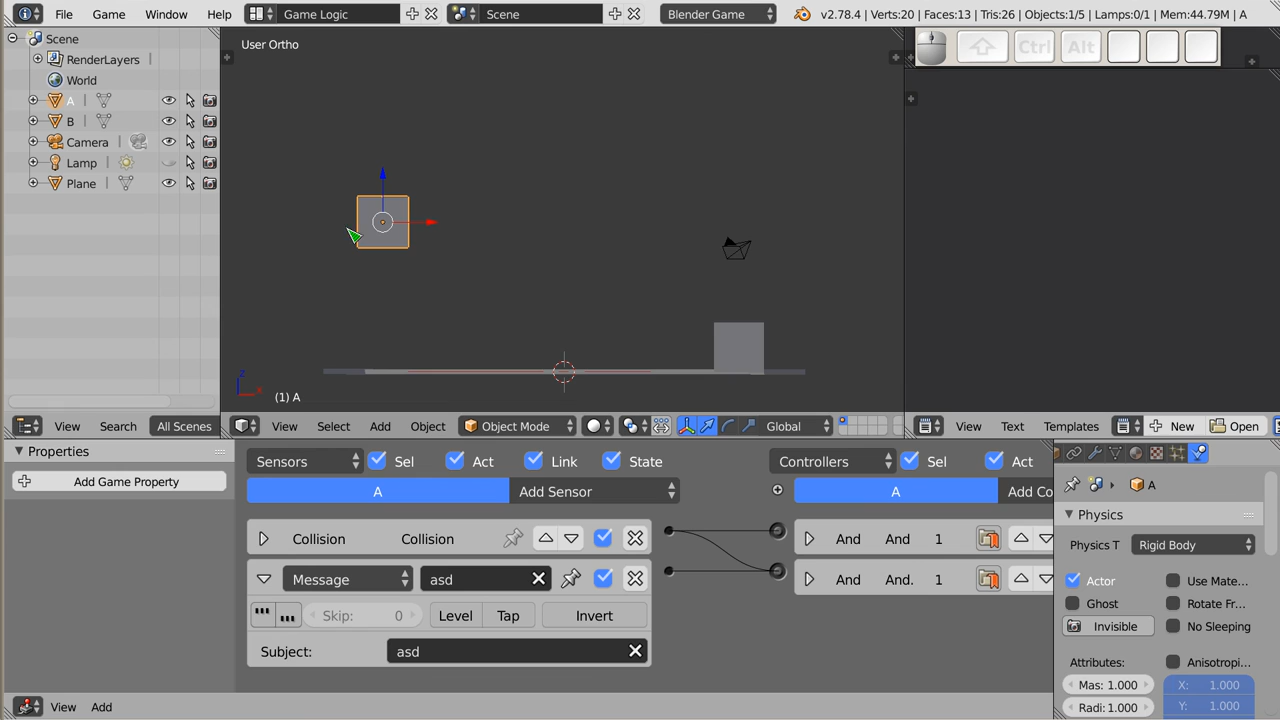 File Game Window Help Game Logic Scene Blender Game v2.78.4 | Verts:20 | Faces:13 | Tris:26 | Objects:1/5 | Lamps:0/1 | Mem:44.79M | A
Scene
RenderLayers
World
A
B
Camera
Lamp
Plane
User Ortho
Ctrl Alt
z
x
(1) A
View Search All Scenes
View Select Add Object Object Mode Global
View Text Templates New Open
Properties
Add Game Property
Sensors Sel Act Link State
A Add Sensor
Collision Collision
Message asd
Skip: 0 Level Tap Invert
Subject: asd
Controllers Sel Act
A Add Co
And And 1
And And. 1
A
Physics
Physics T Rigid Body
Actor Use Mate...
Ghost Rotate Fr...
Invisible No Sleeping
Attributes: Anisotropi...
Mas: 1.000 X: 1.000
Radi: 1.000 Y: 1.000
View Add